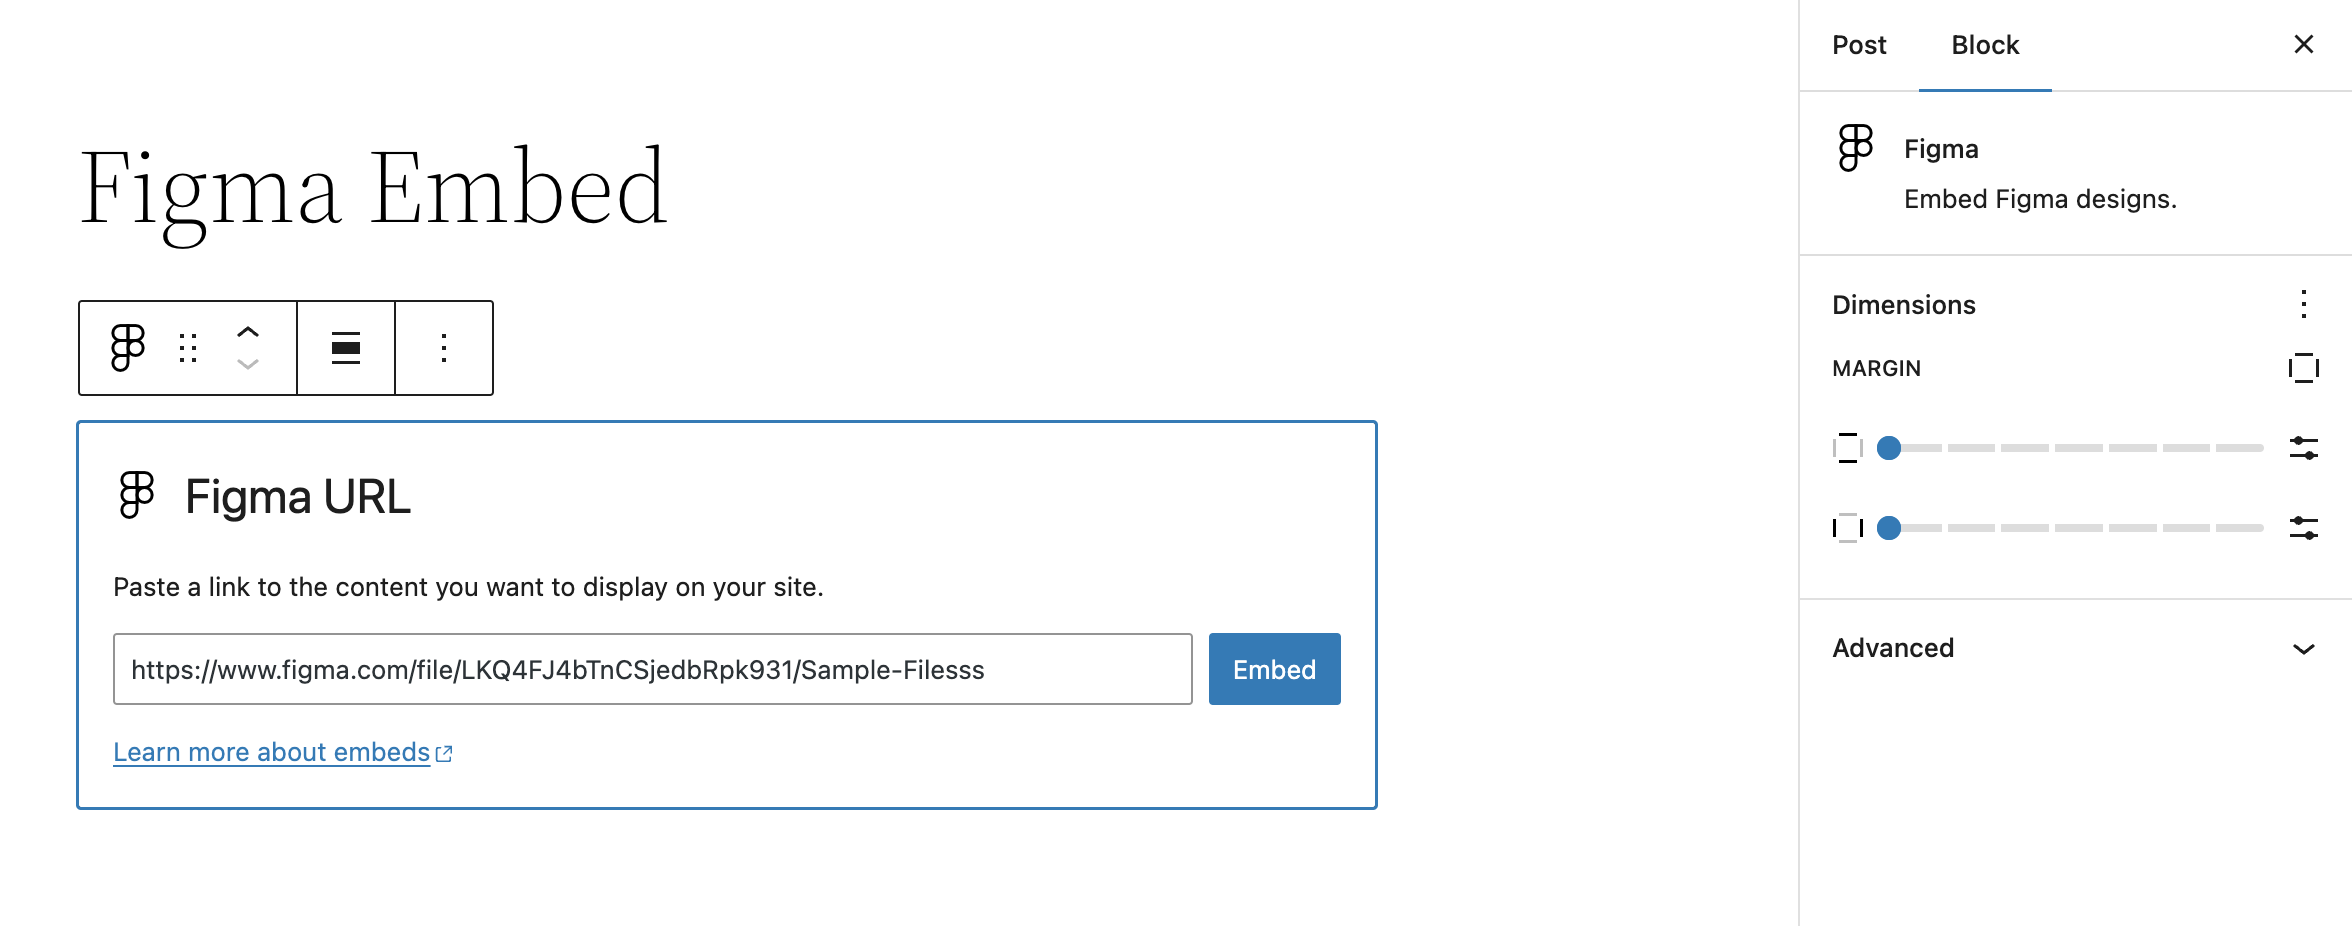 Figma Embed
Figma URL
Paste a link to the content you want to display on your site.
https://www.figma.com/file/LKQ4FJ4bTnCSjedbRpk931/Sample-Filesss
Embed
Learn more about embeds
Post
Block
Figma
Embed Figma designs.
Dimensions
MARGIN
Advanced